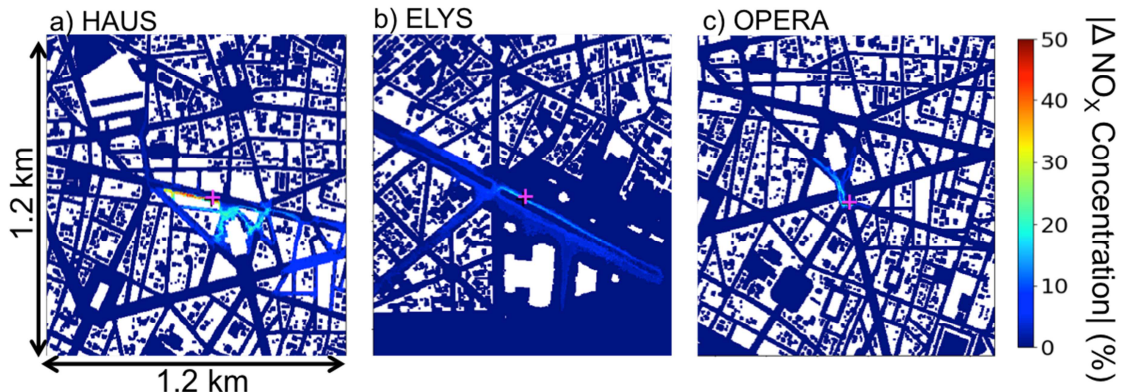 a) HAUS
b) ELYS
c) OPERA
1.2 km
1.2 km
50
40
30
20
10
0
|Δ NOX Concentration| (%)